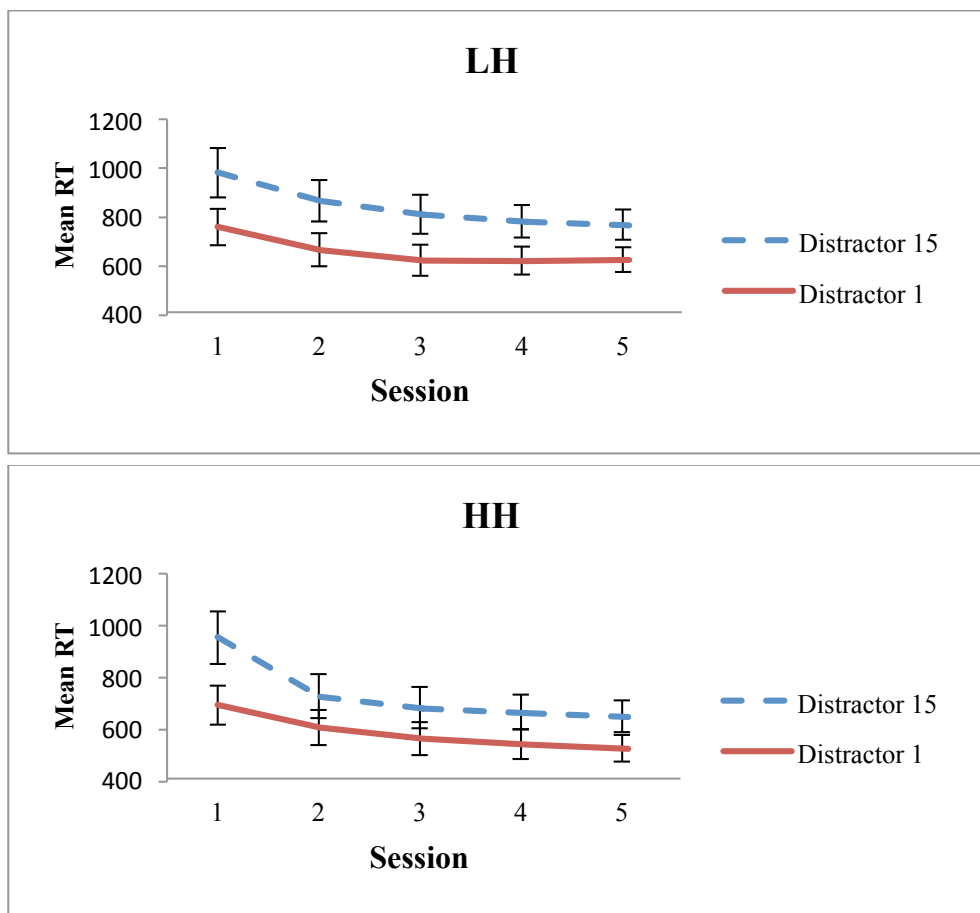 LH
1200
1000
800
600
400
Mean RT
1 2 3 4 5
Session
Distractor 15
Distractor 1
HH
1200
1000
800
600
400
Mean RT
1 2 3 4 5
Session
Distractor 15
Distractor 1